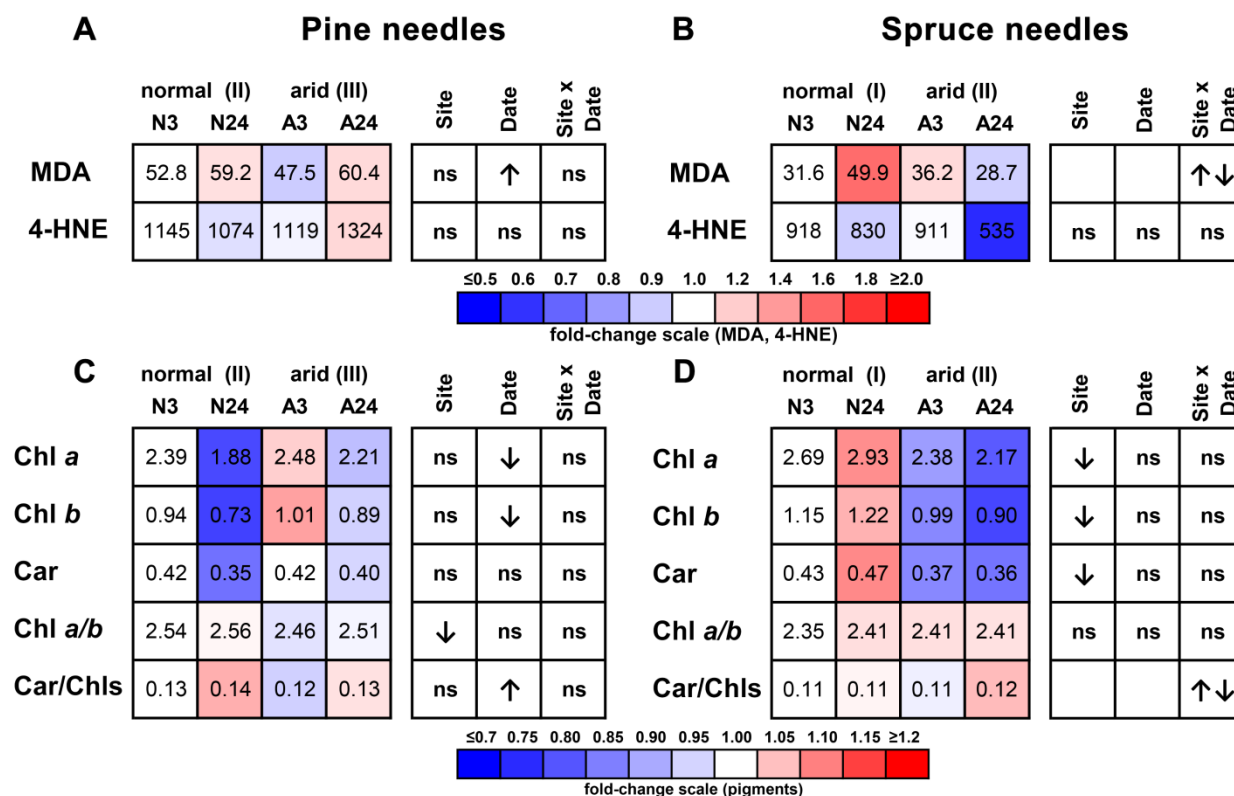 A Pine needles B Spruce needles
normal (II) arid (III) Site Date Site x Date normal (I) arid (II) Site Date Site x Date
N3 N24 A3 A24 N3 N24 A3 A24
MDA 52.8 59.2 47.5 60.4 ns ↑ ns MDA 31.6 49.9 36.2 28.7 ↑↓
4-HNE 1145 1074 1119 1324 ns ns ns 4-HNE 918 830 911 535 ns ns ns
≤0.5 0.6 0.7 0.8 0.9 1.0 1.2 1.4 1.6 1.8 ≥2.0
fold-change scale (MDA, 4-HNE)
C normal (II) arid (III) Site Date Site x Date D normal (I) arid (II) Site Date Site x Date
N3 N24 A3 A24 N3 N24 A3 A24
Chl a 2.39 1.88 2.48 2.21 ns ↓ ns Chl a 2.69 2.93 2.38 2.17 ↓ ns ns
Chl b 0.94 0.73 1.01 0.89 ns ↓ ns Chl b 1.15 1.22 0.99 0.90 ↓ ns ns
Car 0.42 0.35 0.42 0.40 ns ns ns Car 0.43 0.47 0.37 0.36 ↓ ns ns
Chl a/b 2.54 2.56 2.46 2.51 ↓ ns ns Chl a/b 2.35 2.41 2.41 2.41 ns ns ns
Car/Chls 0.13 0.14 0.12 0.13 ns ↑ ns Car/Chls 0.11 0.11 0.11 0.12 ↑↓
≤0.7 0.75 0.80 0.85 0.90 0.95 1.00 1.05 1.10 1.15 ≥1.2
fold-change scale (pigments)